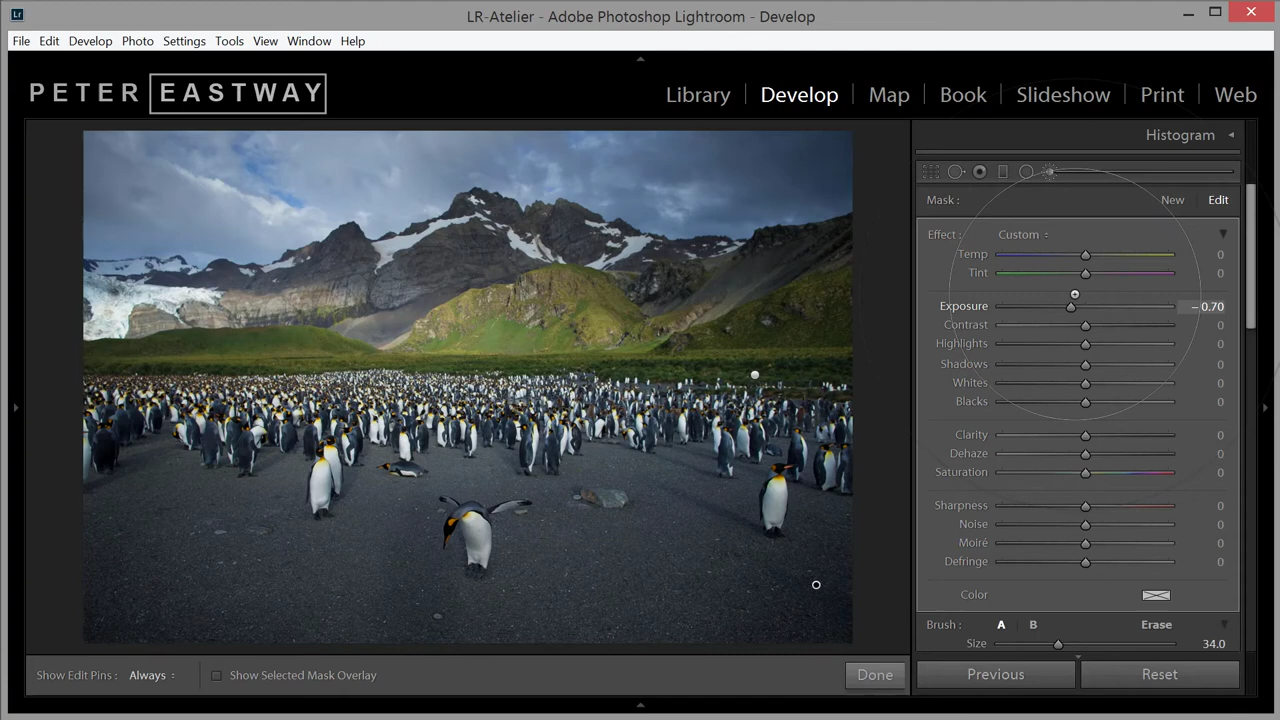 Lr
LR-Atelier - Adobe Photoshop Lightroom - Develop
File Edit Develop Photo Settings Tools View Window Help
PETER EASTWAY
Library Develop Map Book Slideshow Print Web
Histogram
Mask : New Edit
Effect : Custom
Temp 0
Tint 0
Exposure – 0.70
Contrast 0
Highlights 0
Shadows 0
Whites 0
Blacks 0
Clarity 0
Dehaze 0
Saturation 0
Sharpness 0
Noise 0
Moiré 0
Defringe 0
Color
Brush : A B Erase
Size 34.0
Show Edit Pins : Always Show Selected Mask Overlay Done
Previous Reset